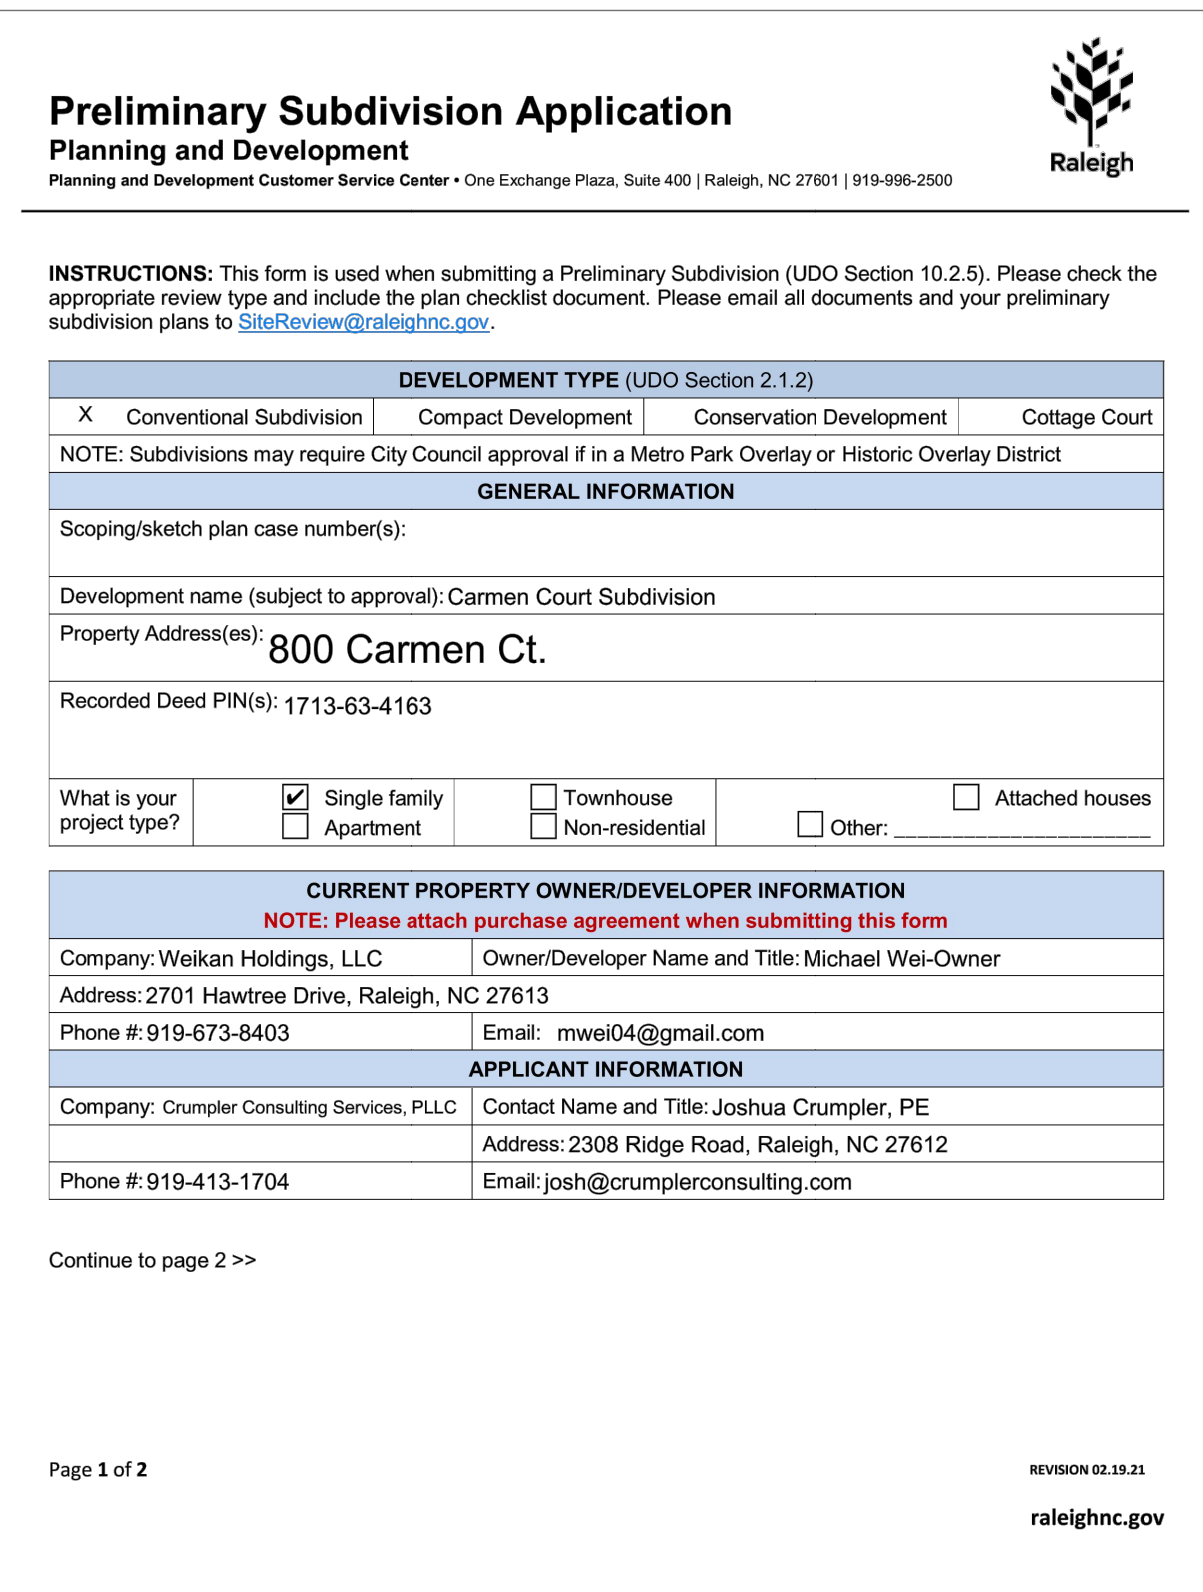 Raleigh
Preliminary Subdivision Application
Planning and Development
Planning and Development Customer Service Center • One Exchange Plaza, Suite 400 | Raleigh, NC 27601 | 919-996-2500
INSTRUCTIONS: This form is used when submitting a Preliminary Subdivision (UDO Section 10.2.5). Please check the
appropriate review type and include the plan checklist document. Please email all documents and your preliminary
subdivision plans to SiteReview@raleighnc.gov.
DEVELOPMENT TYPE (UDO Section 2.1.2)
X Conventional Subdivision Compact Development Conservation Development Cottage Court
NOTE: Subdivisions may require City Council approval if in a Metro Park Overlay or Historic Overlay District
GENERAL INFORMATION
Scoping/sketch plan case number(s):
Development name (subject to approval): Carmen Court Subdivision
Property Address(es): 800 Carmen Ct.
Recorded Deed PIN(s): 1713-63-4163
What is your ✔ Single family Townhouse Attached houses
project type? Apartment Non-residential Other: ______________________
CURRENT PROPERTY OWNER/DEVELOPER INFORMATION
NOTE: Please attach purchase agreement when submitting this form
Company: Weikan Holdings, LLC Owner/Developer Name and Title: Michael Wei-Owner
Address: 2701 Hawtree Drive, Raleigh, NC 27613
Phone #: 919-673-8403 Email: mwei04@gmail.com
APPLICANT INFORMATION
Company: Crumpler Consulting Services, PLLC Contact Name and Title: Joshua Crumpler, PE
Address: 2308 Ridge Road, Raleigh, NC 27612
Phone #: 919-413-1704 Email: josh@crumplerconsulting.com
Continue to page 2 >>
Page 1 of 2 REVISION 02.19.21
raleighnc.gov